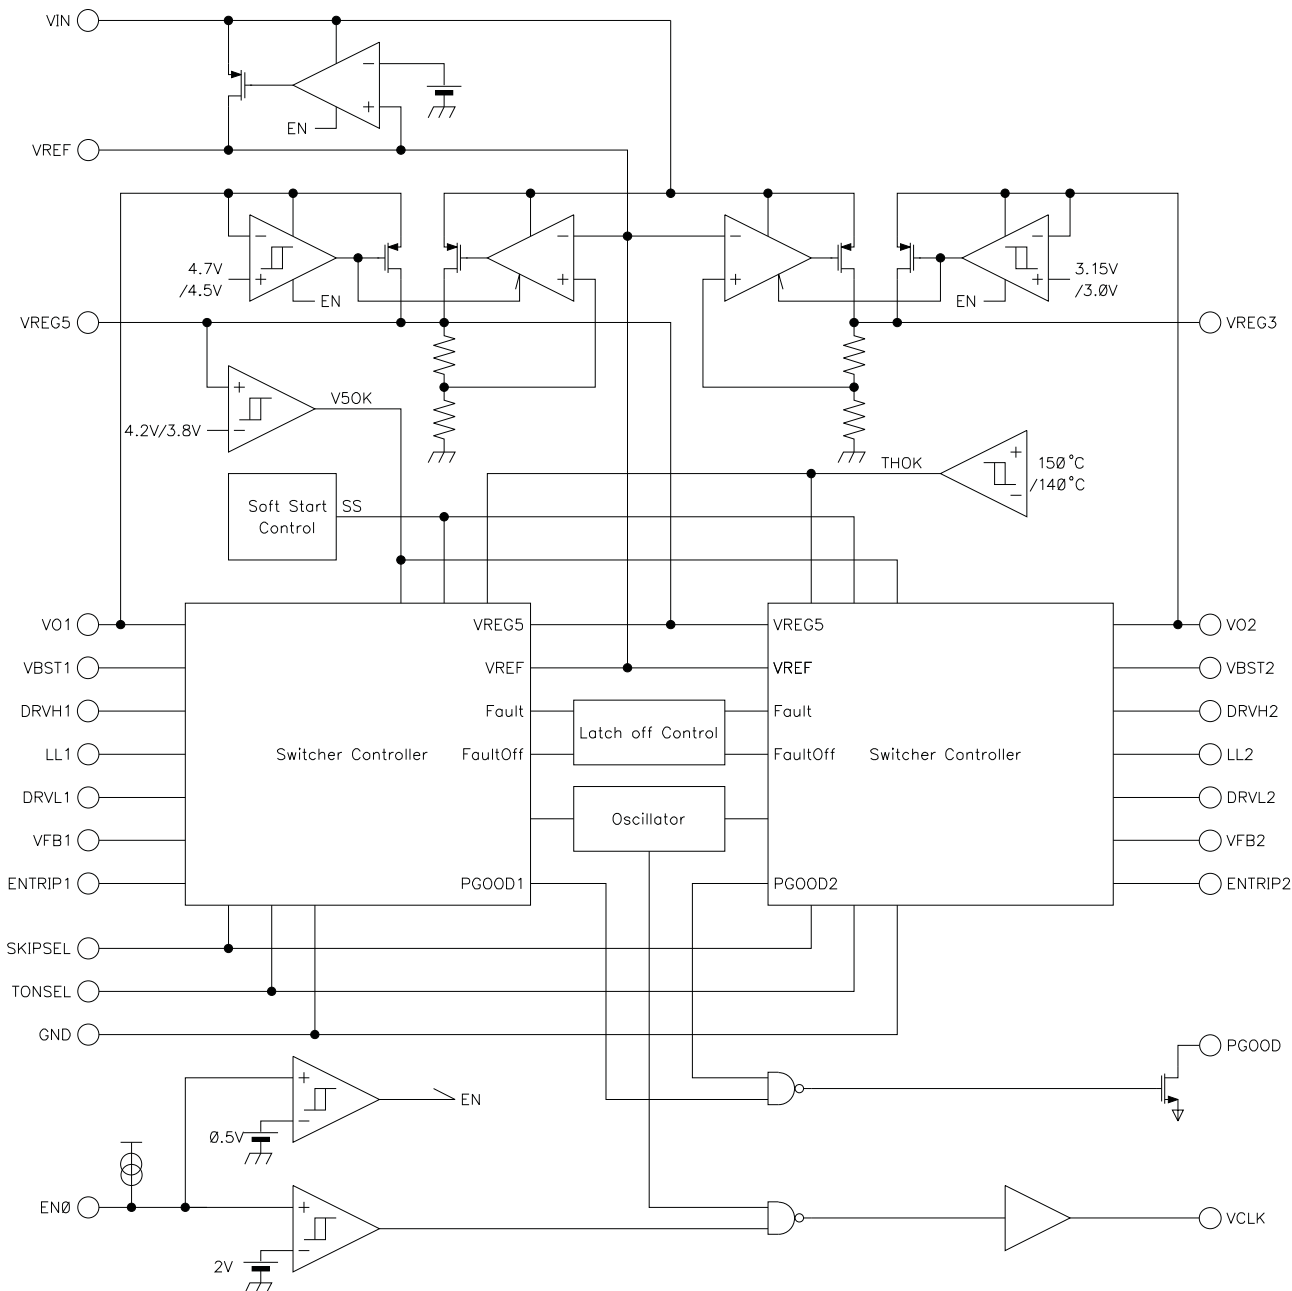 VIN
EN
VREF
4.7V
/4.5V
EN
EN
3.15V
/3.0V
VREG5
VREG3
V5OK
4.2V/3.8V
THOK
150°C
/140°C
Soft Start
Control
SS
VO1
VREG5
VREG5
VO2
VBST1
VREF
VREF
VBST2
DRVH1
Fault
Latch off Control
Fault
DRVH2
LL1
Switcher Controller
FaultOff
FaultOff
Switcher Controller
LL2
DRVL1
DRVL2
Oscillator
VFB1
VFB2
ENTRIP1
PGOOD1
PGOOD2
ENTRIP2
SKIPSEL
TONSEL
GND
PGOOD
EN
0.5V
EN0
VCLK
2V